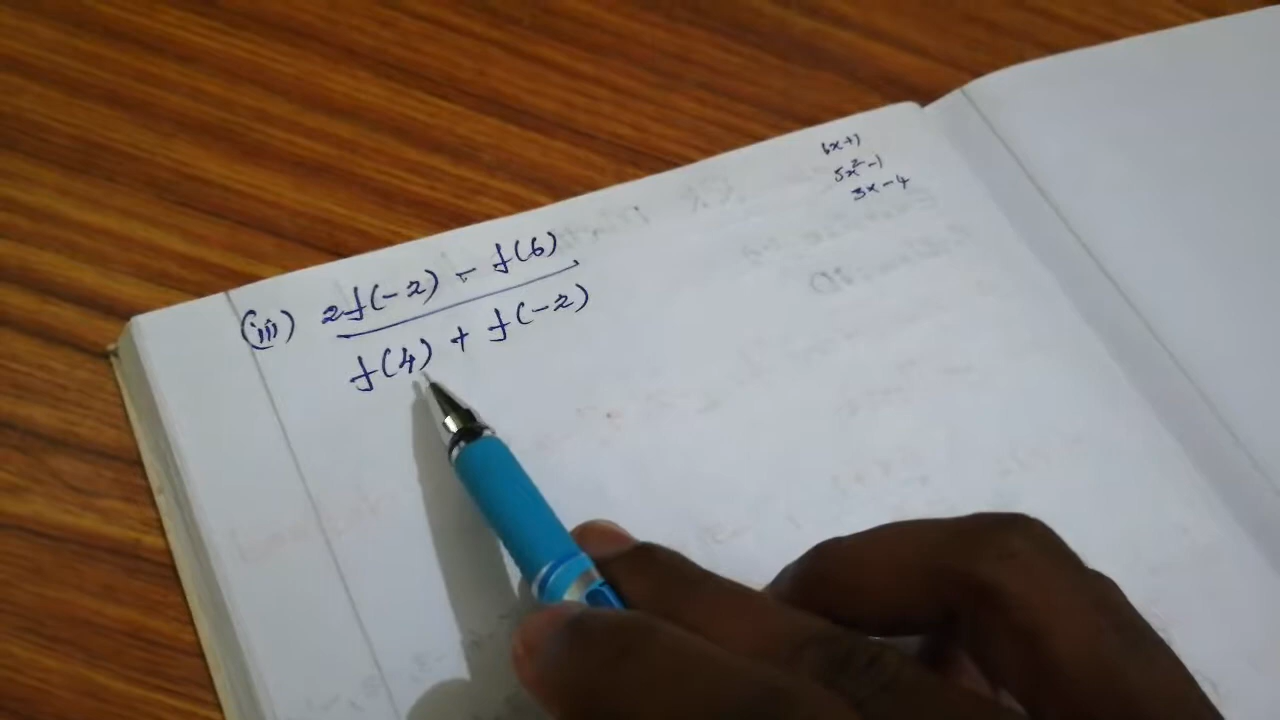 6x+1
5x²-1
3x-4
(iii) 2f(-2) - f(6)
f(4) + f(-2)